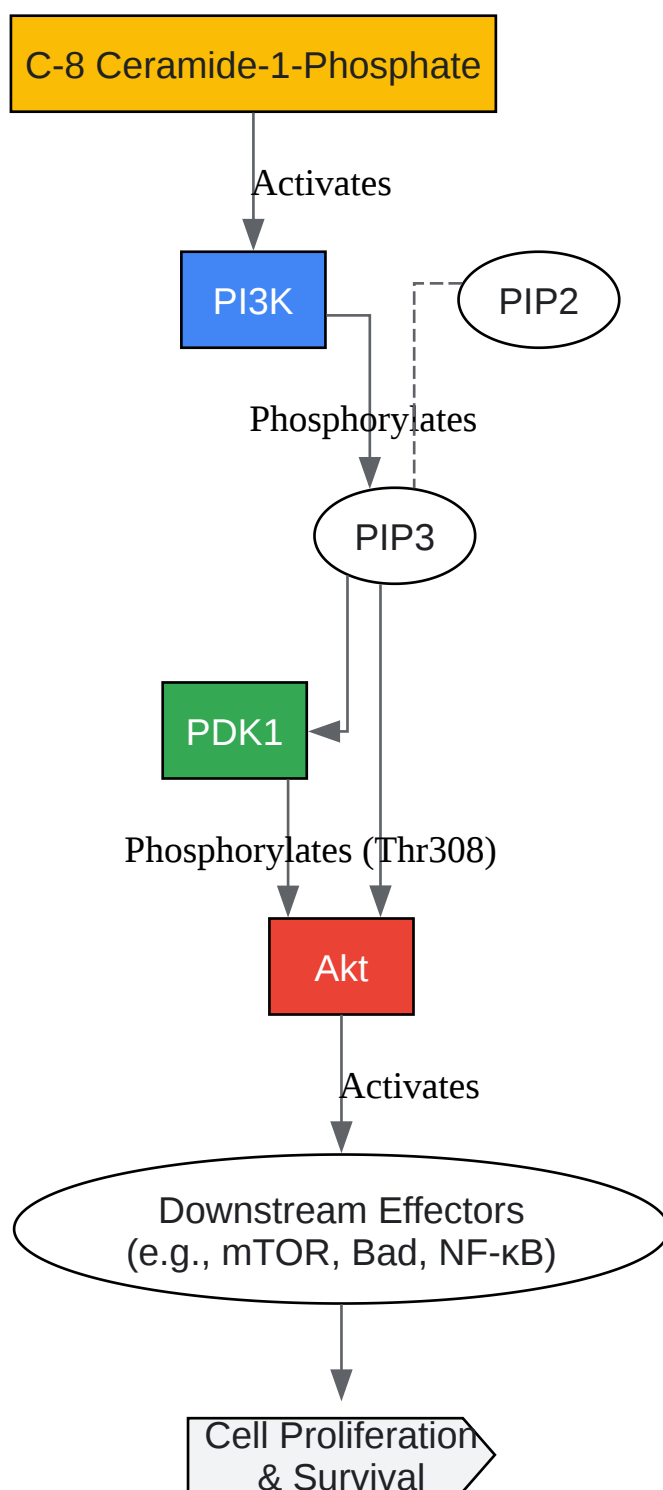 C-8 Ceramide-1-Phosphate
Activates
PI3K
PIP2
Phosphorylates
PIP3
PDK1
Phosphorylates (Thr308)
Akt
Activates
Downstream Effectors
(e.g., mTOR, Bad, NF-κB)
Cell Proliferation
& Survival